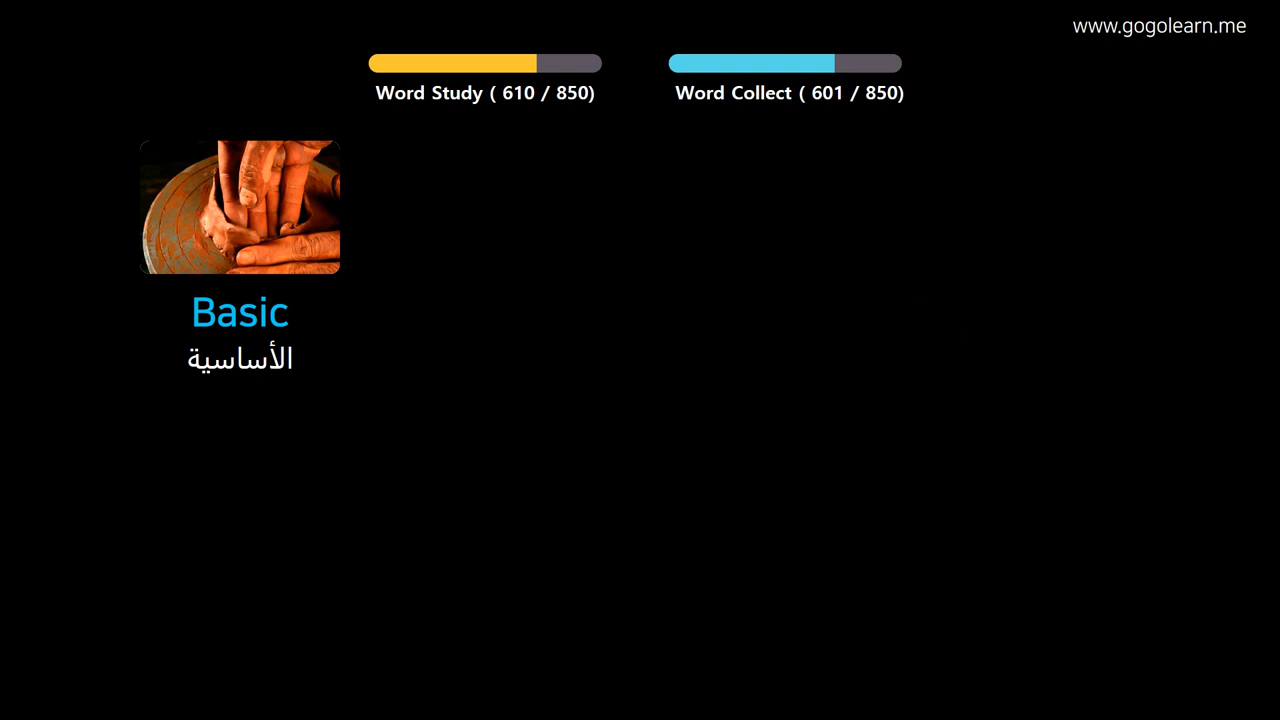 www.gogolearn.me
Word Study ( 610 / 850)
Word Collect ( 601 / 850)
Basic
الأساسية